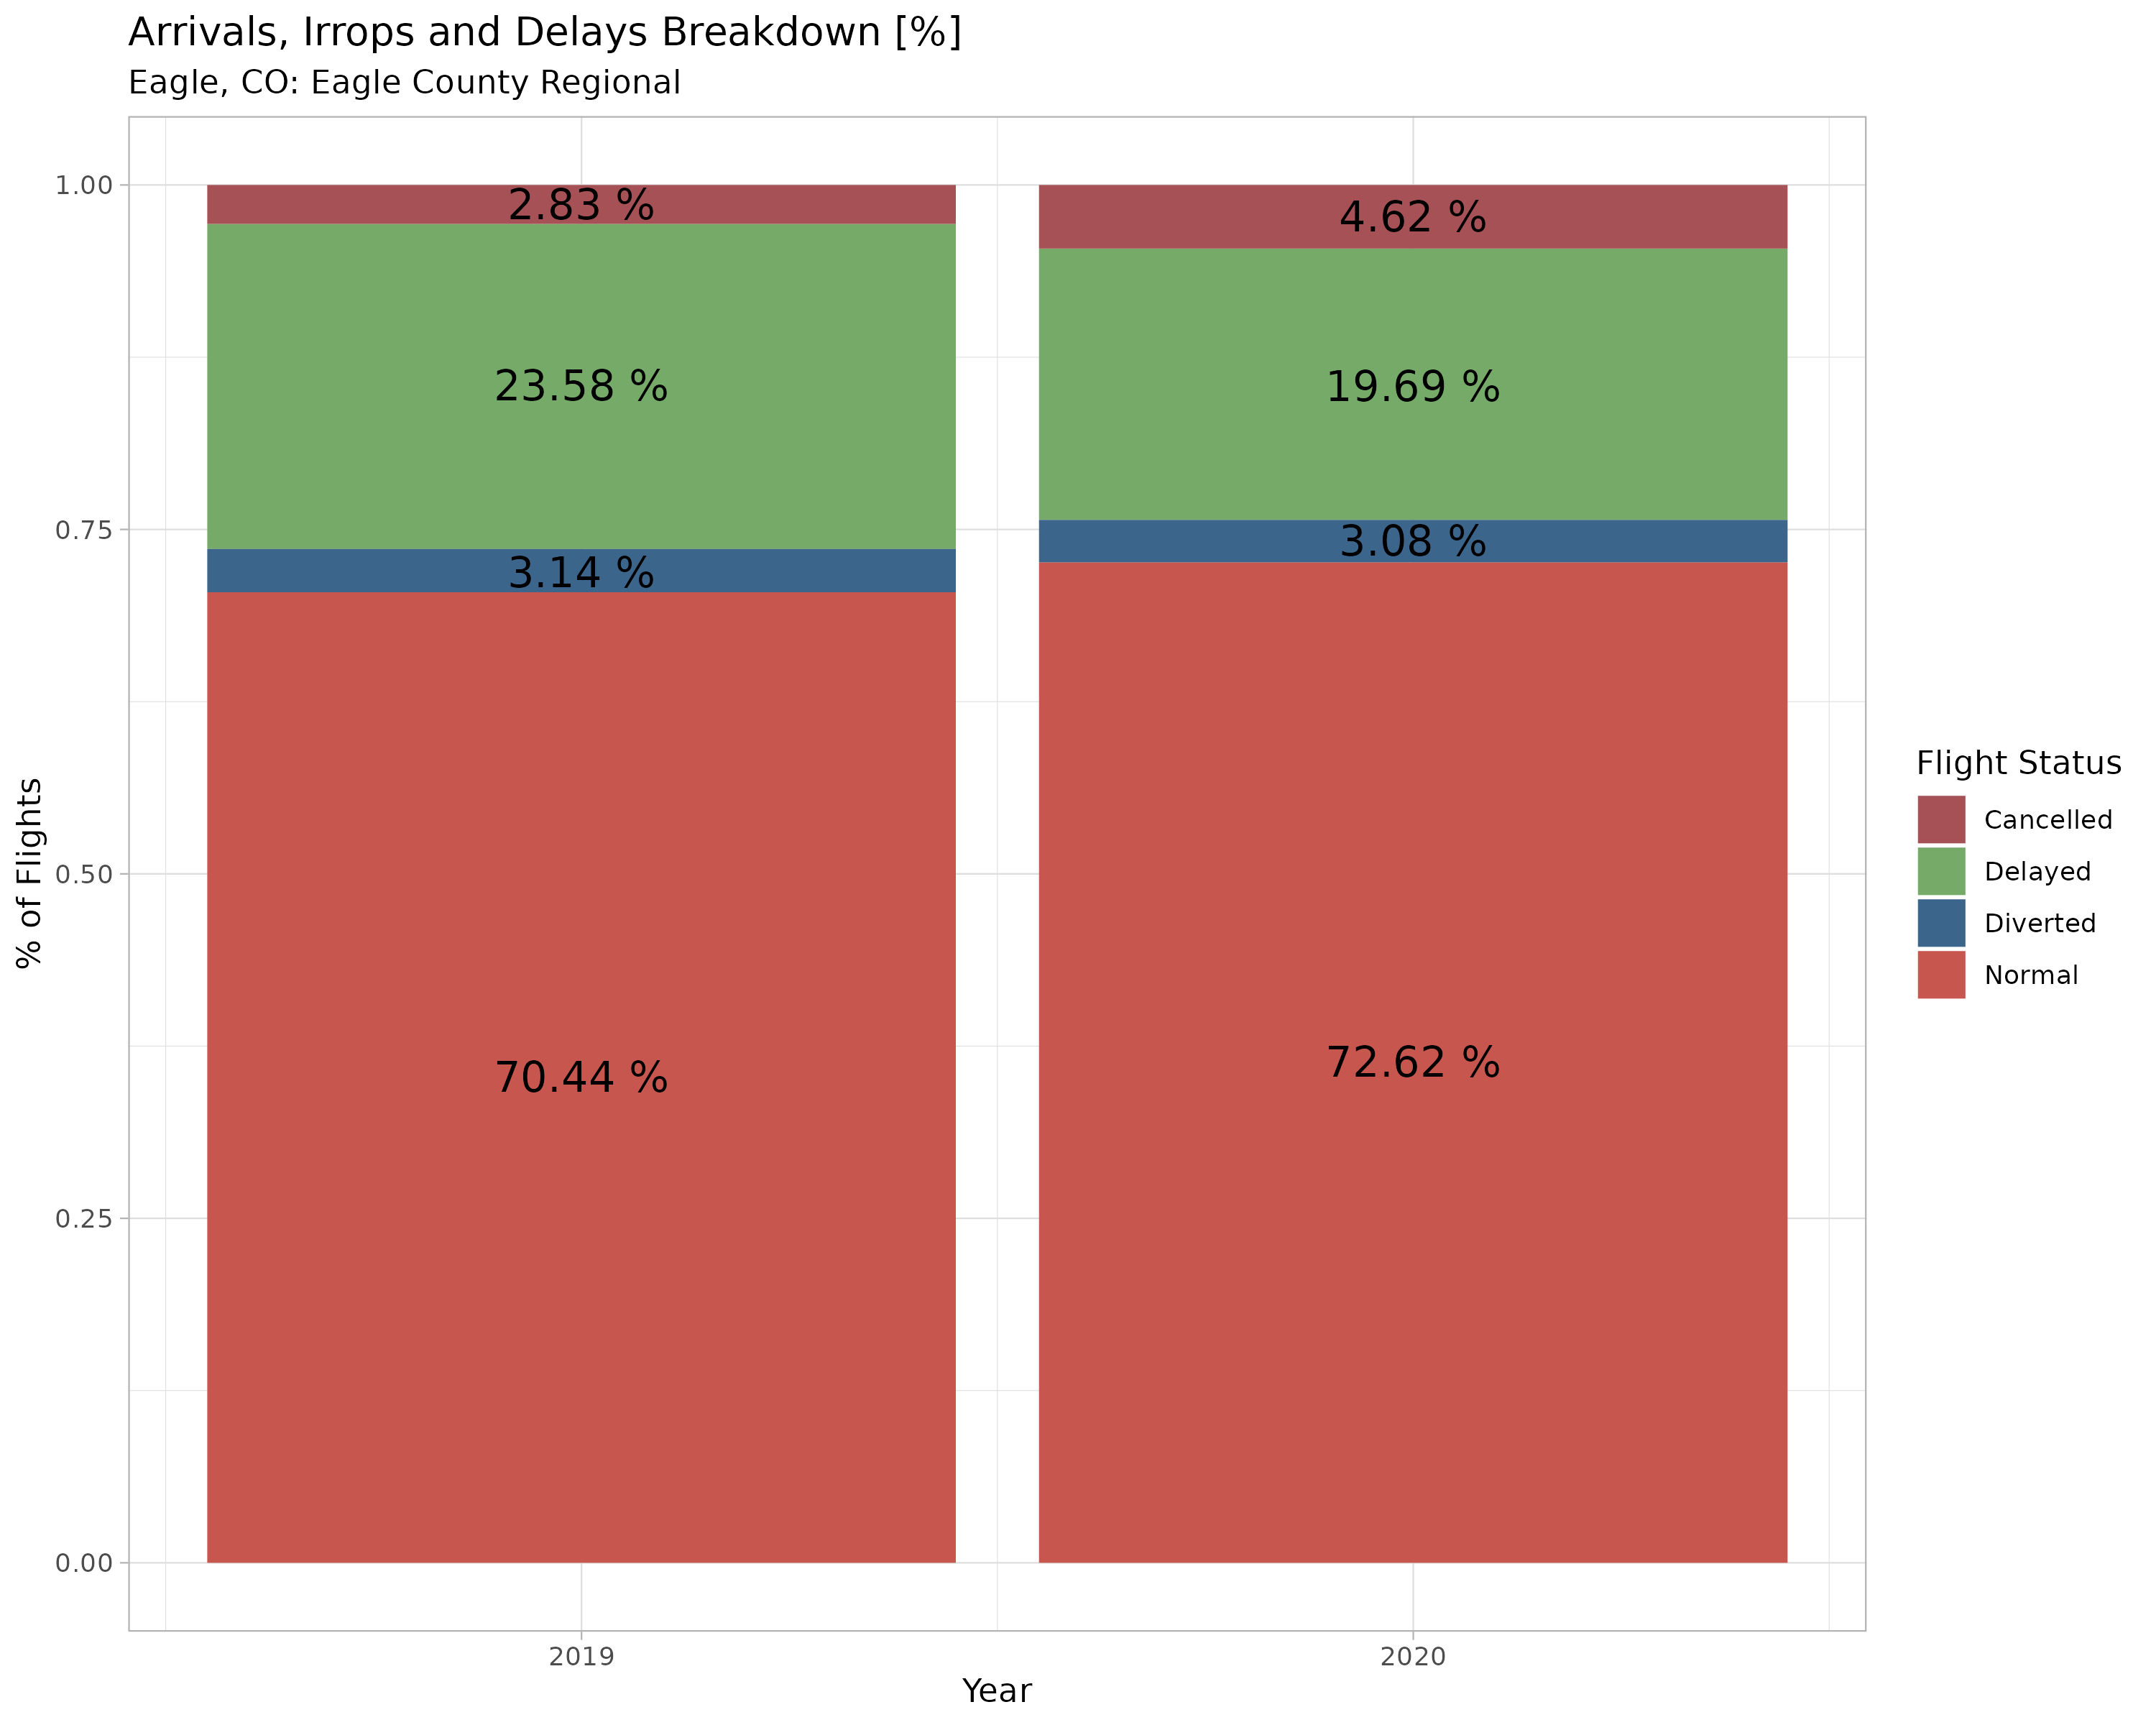 Arrivals, Irrops and Delays Breakdown [%]
Eagle, CO: Eagle County Regional
% of Flights
1.00
0.75
0.50
0.25
0.00
2.83 %
23.58 %
3.14 %
70.44 %
4.62 %
19.69 %
3.08 %
72.62 %
2019
2020
Year
Flight Status
Cancelled
Delayed
Diverted
Normal